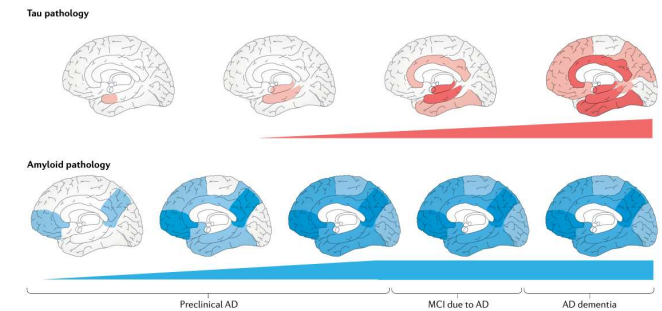 Tau pathology
Amyloid pathology
Preclinical AD
MCI due to AD
AD dementia